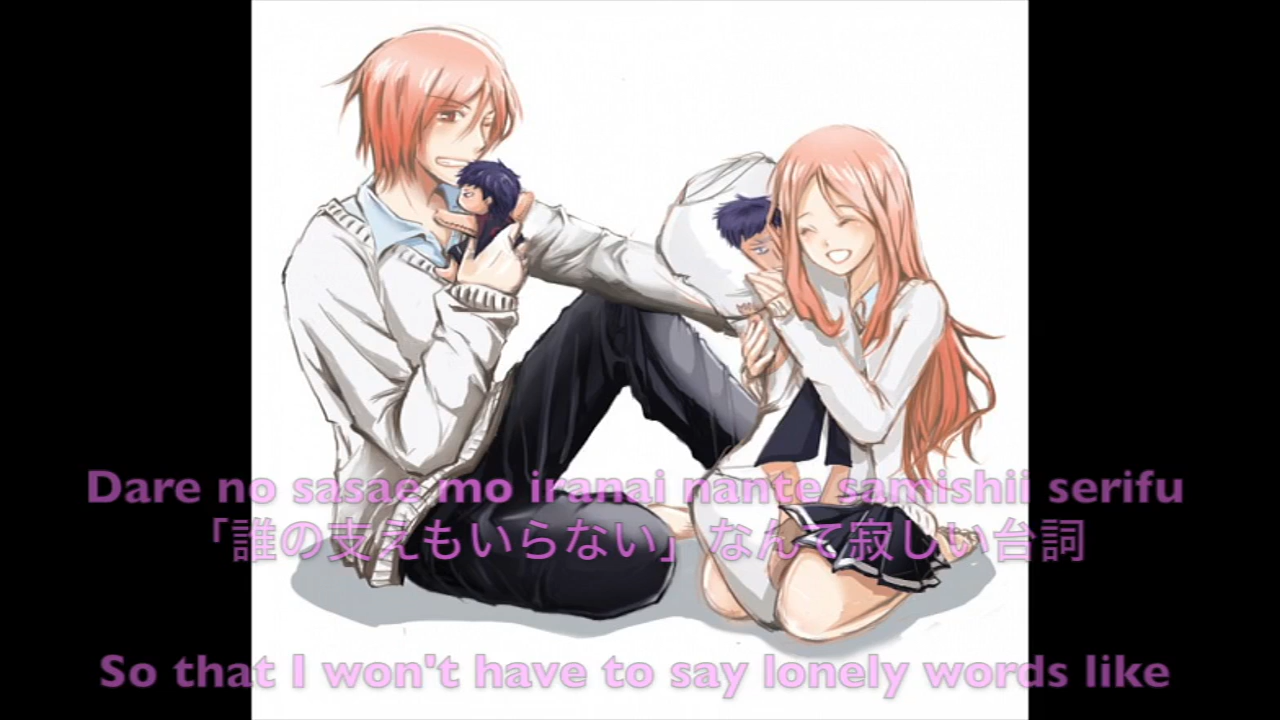 Dare no sasae mo iranai nante samishii serifu
「誰の支えもいらない」なんて寂しい台詞
So that I won't have to say lonely words like